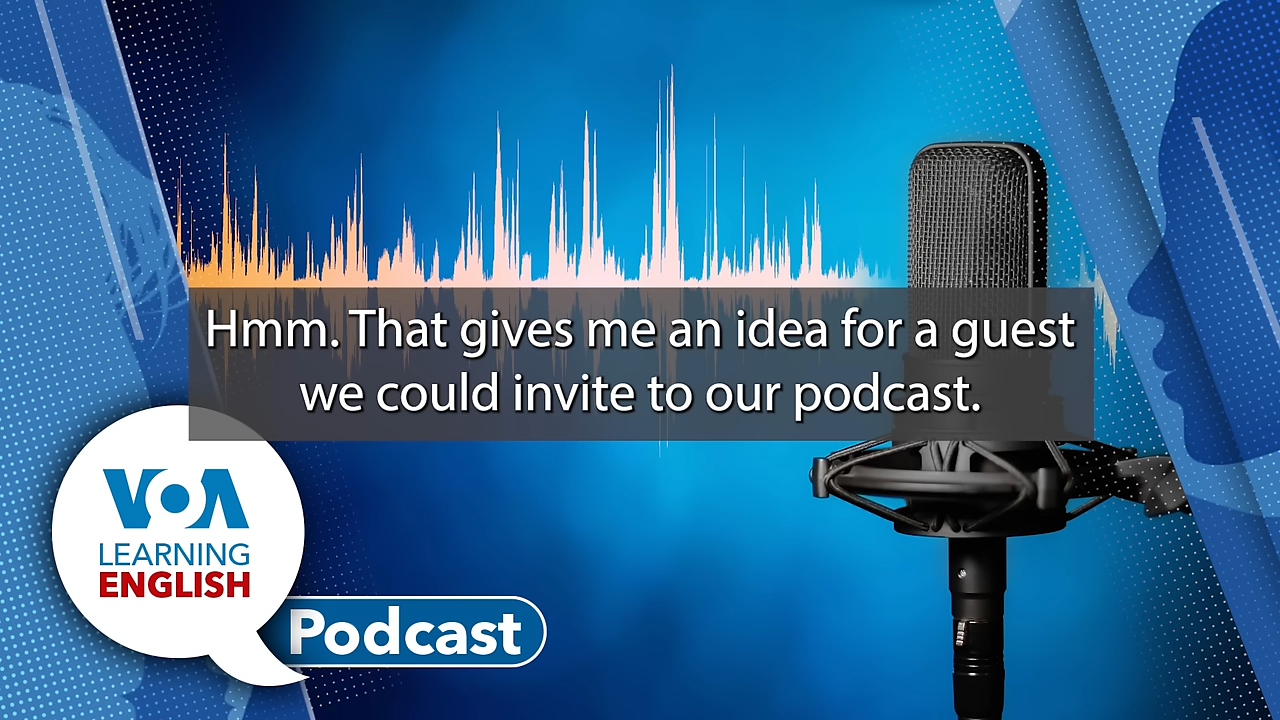 Hmm. That gives me an idea for a guest
we could invite to our podcast.
VOA
LEARNING
ENGLISH
Podcast